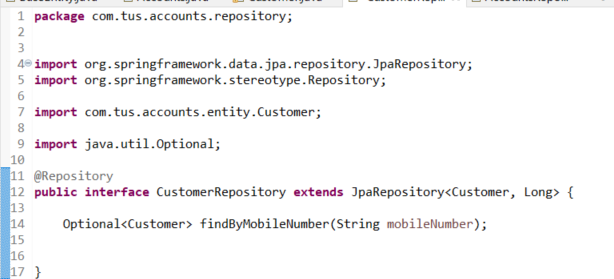 1 package com.tus.accounts.repository;
2
3
4 import org.springframework.data.jpa.repository.JpaRepository;
5 import org.springframework.stereotype.Repository;
6
7 import com.tus.accounts.entity.Customer;
8
9 import java.util.Optional;
10
11 @Repository
12 public interface CustomerRepository extends JpaRepository<Customer, Long> {
13
14 Optional<Customer> findByMobileNumber(String mobileNumber);
15
16
17 }